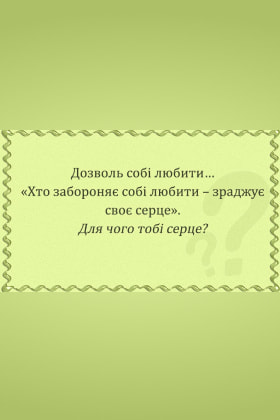 Дозволь собі любити…
«Хто забороняє собі любити – зраджує
своє серце».
Для чого тобі серце?